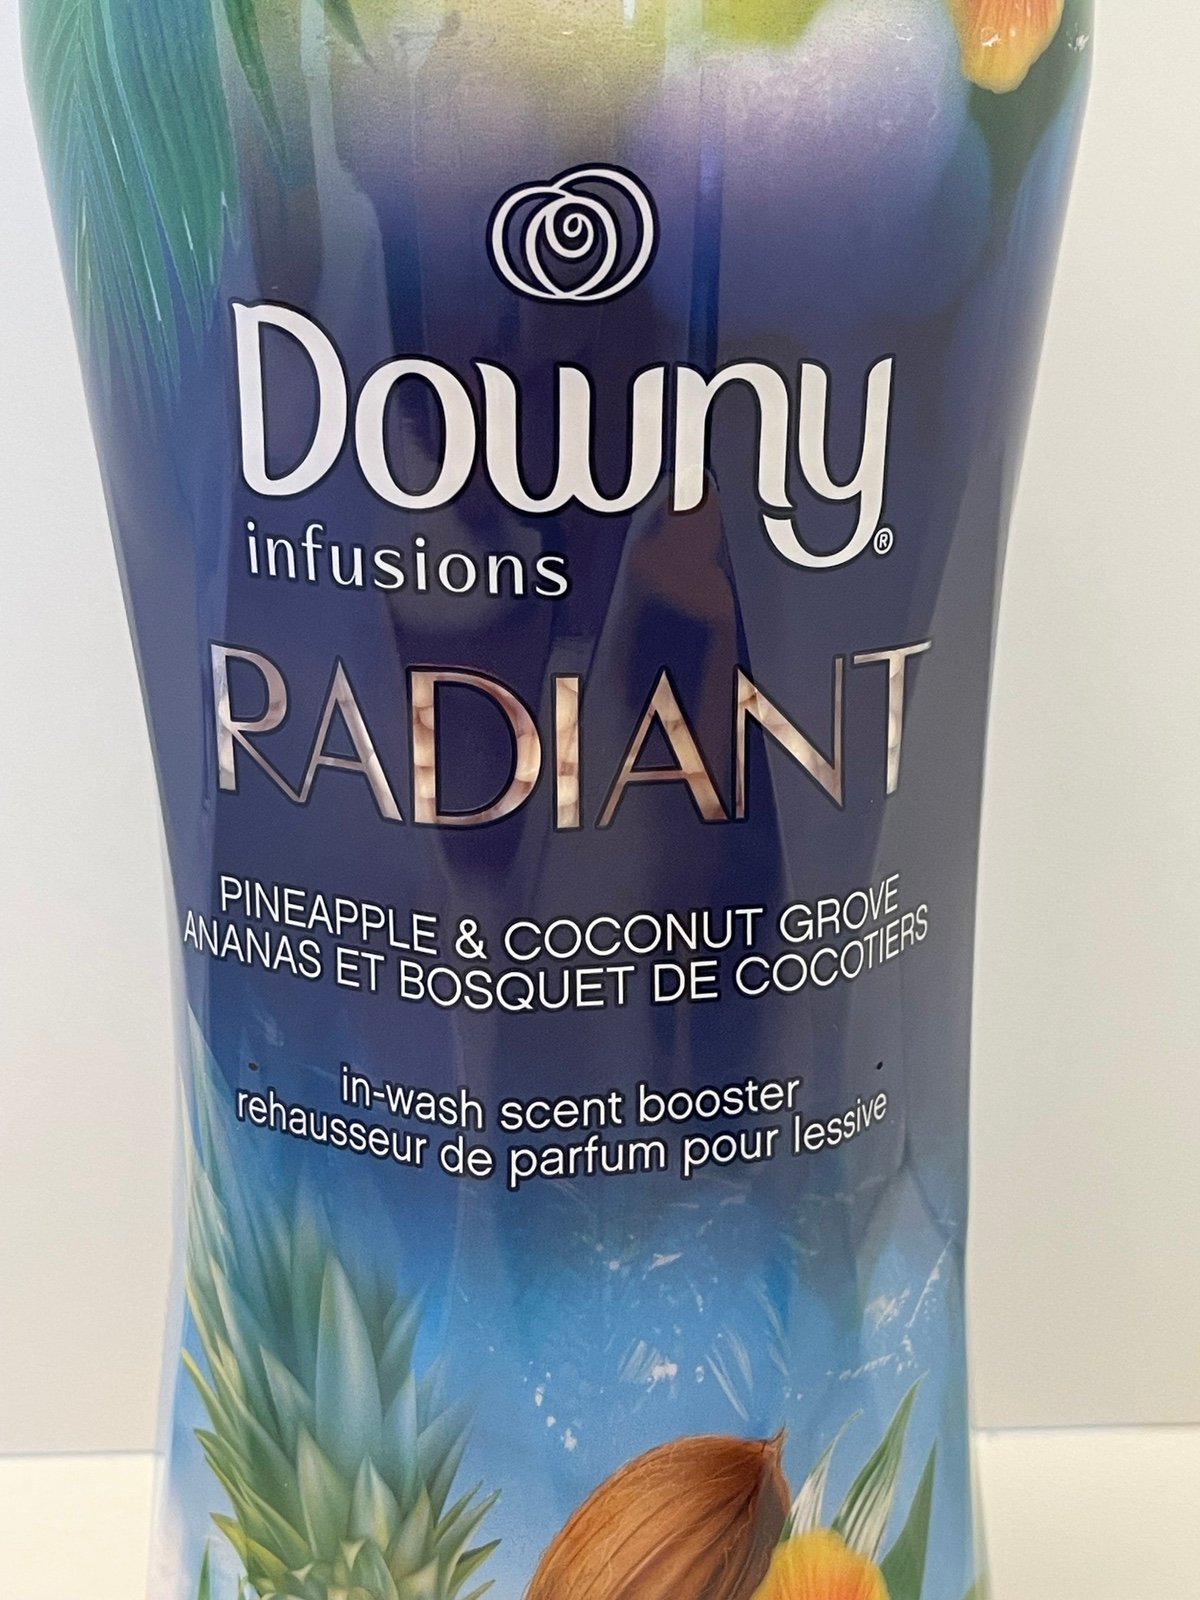 Downy®
infusions
RADIANT
PINEAPPLE & COCONUT GROVE
ANANAS ET BOSQUET DE COCOTIERS
in-wash scent booster
rehausseur de parfum pour lessive